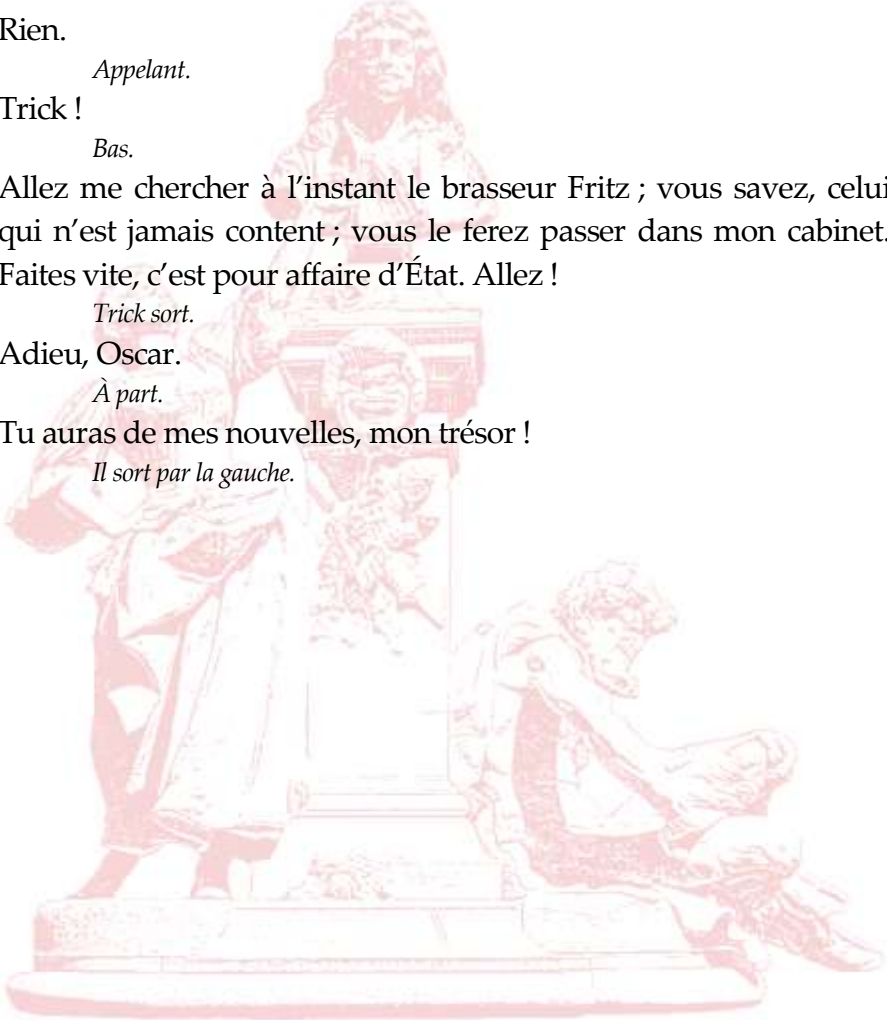 Rien.
Appelant.
Trick !
Bas.
Allez me chercher à l’instant le brasseur Fritz ; vous savez, celui
qui n’est jamais content ; vous le ferez passer dans mon cabinet.
Faites vite, c’est pour affaire d’État. Allez !
Trick sort.
Adieu, Oscar.
À part.
Tu auras de mes nouvelles, mon trésor !
Il sort par la gauche.